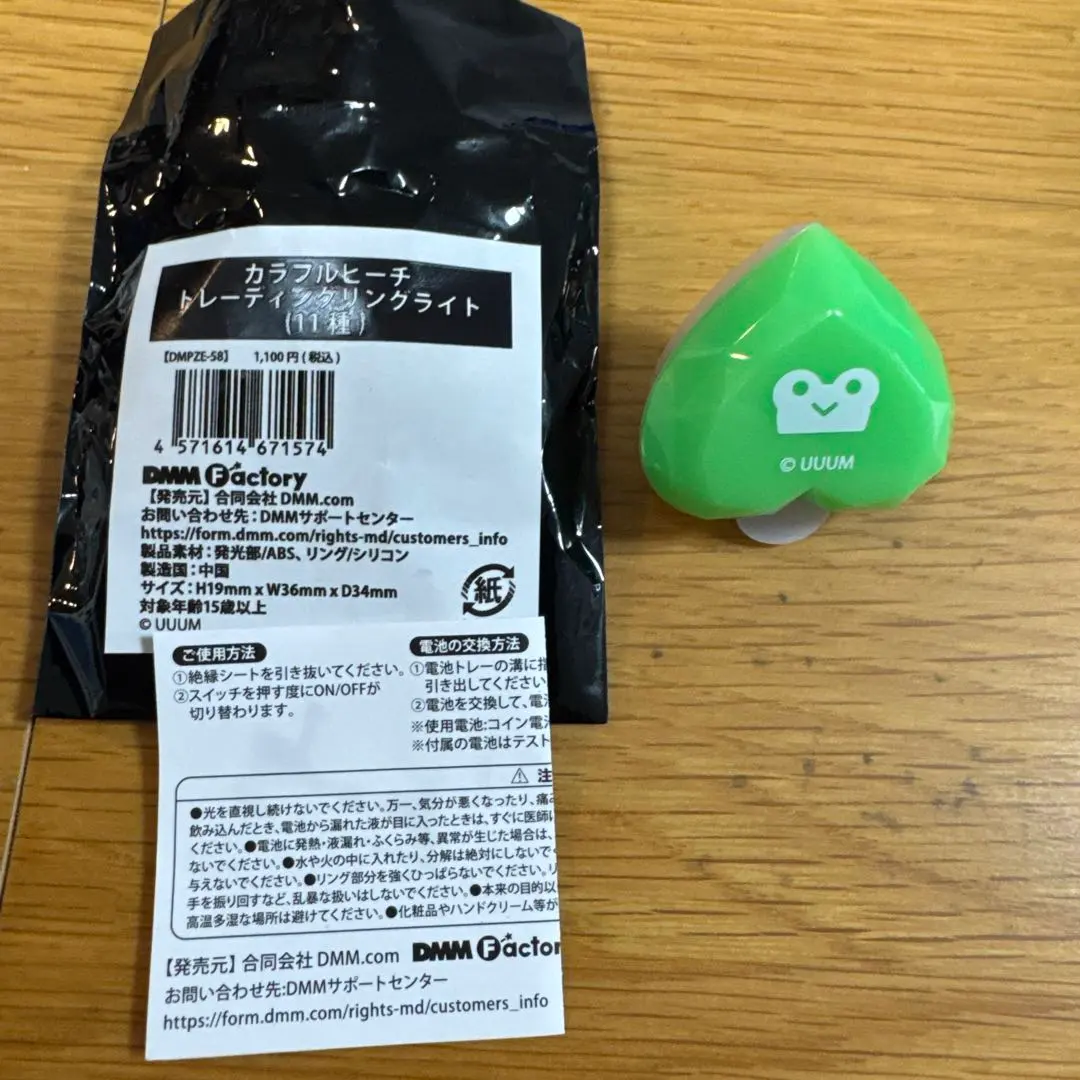 カラフルピーチ
トレーディングリングライト
(11種)
【DMPZE-58】 1,100円(税込)
4 571614 671574
DMM Factory
【発売元】合同会社 DMM.com
お問い合わせ先：DMMサポートセンター
https://form.dmm.com/rights-md/customers_info
製品素材：発光部/ABS、リング/シリコン
製造国：中国
サイズ：H19mm x W36mm x D34mm
対象年齢15歳以上
© UUUM
紙
© UUUM
ご使用方法
①絶縁シートを引き抜いてください。
②スイッチを押す度にON/OFFが
切り替わります。
電池の交換方法
①電池トレーの溝に指
引き出してください
②電池を交換して、電
※使用電池:コイン電
※付属の電池はテスト
⚠ 注
●光を直視し続けないでください。万一、気分が悪くなったり、痛
飲み込んだとき、電池から漏れた液が目に入ったときは、すぐに医師
ください。●電池に発熱・液漏れ・ふくらみ等、異常が生じた場合は、
ないでください。●水や火の中に入れたり、分解は絶対にしないで
与えないでください。●リング部分を強くひっぱらないでください。リ
手を振り回すなど、乱暴な扱いはしないでください。●本来の目的以
高温多湿な場所は避けてください。●化粧品やハンドクリーム等が
【発売元】合同会社 DMM.com DMM Factor
お問い合わせ先:DMMサポートセンター
https://form.dmm.com/rights-md/customers_info